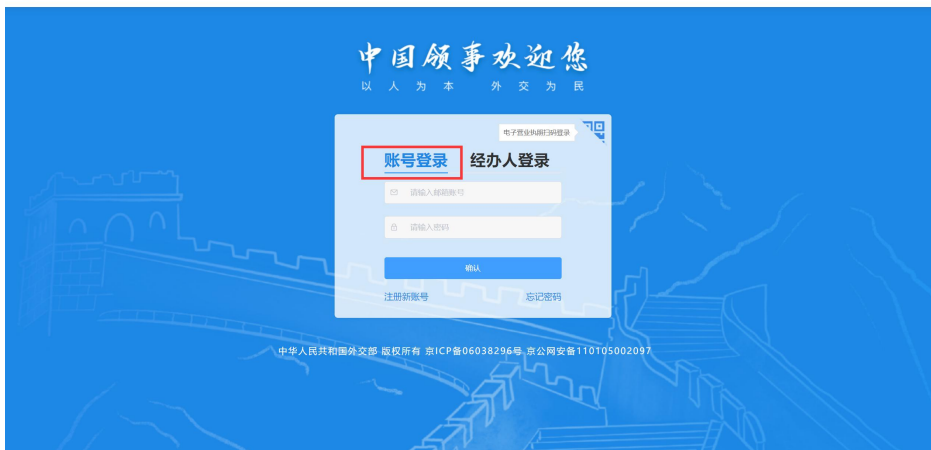 中国领事欢迎您
以人为本 外交为民
电子营业执照扫码登录
账号登录 经办人登录
请输入邮箱账号
请输入密码
确认
注册新账号 忘记密码
中华人民共和国外交部 版权所有 京ICP备06038296号 京公网安备110105002097